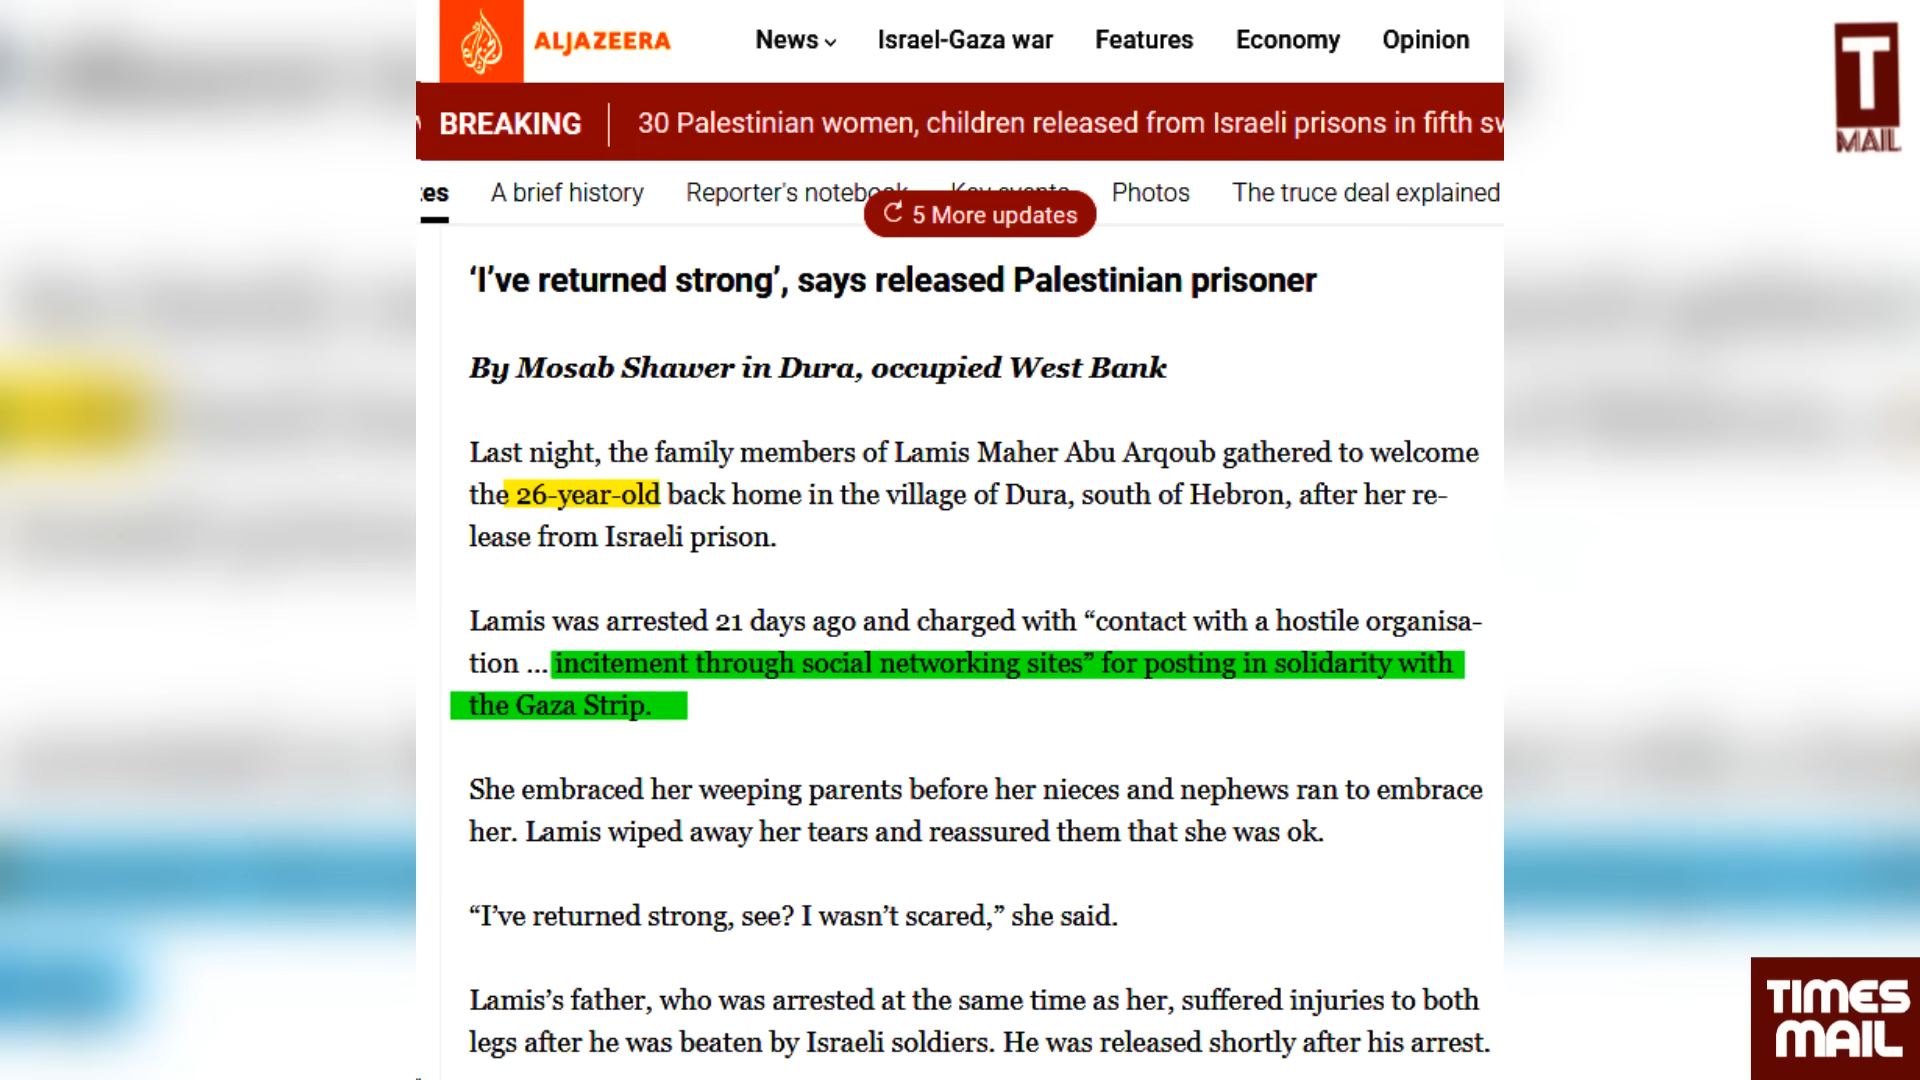 ALJAZEERA News Israel-Gaza war Features Economy Opinion
BREAKING 30 Palestinian women, children released from Israeli prisons in fifth
es A brief history Reporter's notebook Key events Photos The truce deal explained
5 More updates
‘I’ve returned strong’, says released Palestinian prisoner
By Mosab Shawer in Dura, occupied West Bank
Last night, the family members of Lamis Maher Abu Arqoub gathered to welcome
the 26-year-old back home in the village of Dura, south of Hebron, after her re-
lease from Israeli prison.
Lamis was arrested 21 days ago and charged with “contact with a hostile organisa-
tion ... incitement through social networking sites” for posting in solidarity with
the Gaza Strip.
She embraced her weeping parents before her nieces and nephews ran to embrace
her. Lamis wiped away her tears and reassured them that she was ok.
“I’ve returned strong, see? I wasn’t scared,” she said.
Lamis’s father, who was arrested at the same time as her, suffered injuries to both
legs after he was beaten by Israeli soldiers. He was released shortly after his arrest.
T
MAIL
TIMES
MAIL